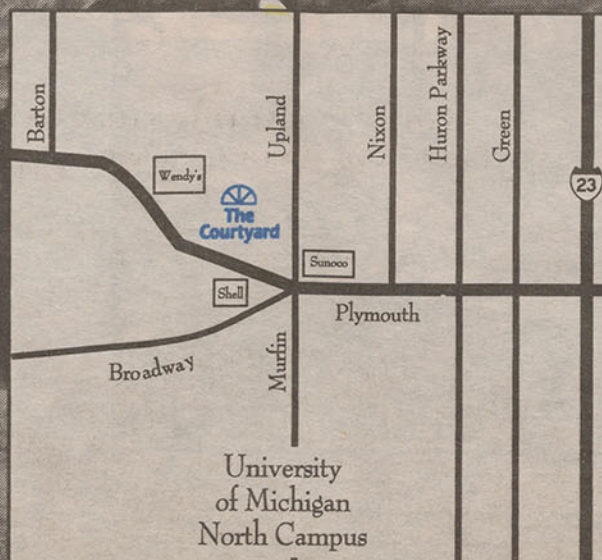 Barton
Upland
Nixon
Huron Parkway
Green
23
Wendy's
The
Courtyard
Sunoco
Shell
Plymouth
Broadway
Murfin
University
of Michigan
North Campus